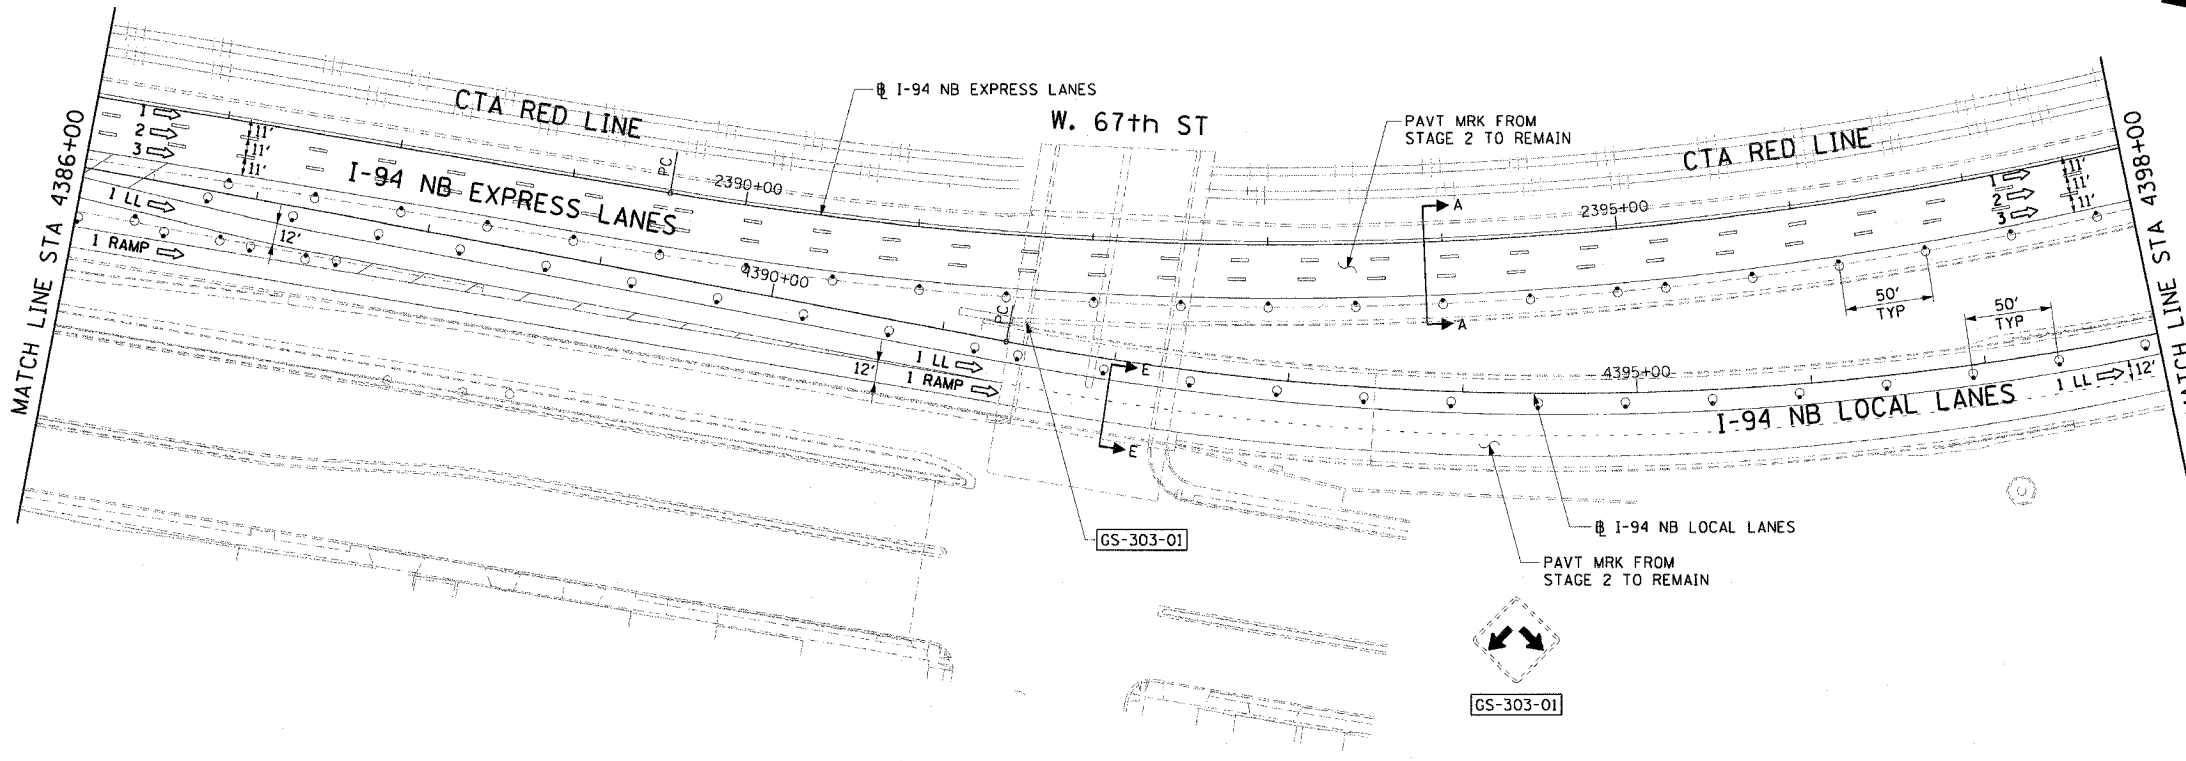 MATCH LINE STA 4386+00
CTA RED LINE
℄ I-94 NB EXPRESS LANES
W. 67th ST
PAVT MRK FROM
STAGE 2 TO REMAIN
CTA RED LINE
MATCH LINE STA 4398+00
1
2
3
11'
11'
11'
I-94 NB EXPRESS LANES
PC
2390+00
A
2395+00
1
2
3
11'
11'
11'
1 LL
12'
1 RAMP
4390+00
PC
A
50'
TYP
50'
TYP
1 LL
12'
1 RAMP
E
4395+00
1 LL
12'
I-94 NB LOCAL LANES
E
GS-303-01
℄ I-94 NB LOCAL LANES
PAVT MRK FROM
STAGE 2 TO REMAIN
GS-303-01